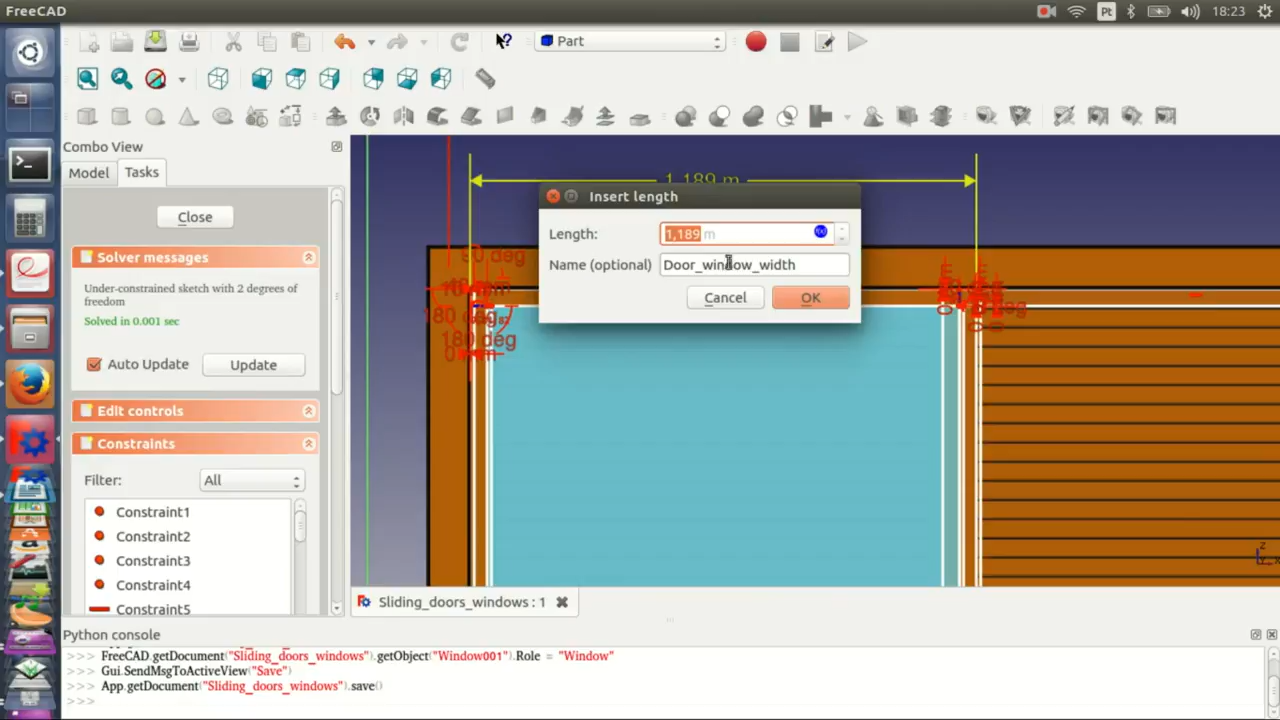 FreeCAD
Pt
18:23
Part
Combo View
Model
Tasks
Close
Solver messages
Under-constrained sketch with 2 degrees of
freedom
Solved in 0.001 sec
Auto Update
Update
Edit controls
Constraints
Filter:
All
Constraint1
Constraint2
Constraint3
Constraint4
Constraint5
1,189 m
Insert length
Length:
1,189 m
Name (optional)
Door_window_width
Cancel
OK
90 deg
180 deg
180 deg
Sliding_doors_windows : 1
Python console
>>> FreeCAD.getDocument("Sliding_doors_windows").getObject("Window001").Role = "Window"
>>> Gui.SendMsgToActiveView("Save")
>>> App.getDocument("Sliding_doors_windows").save()
>>>